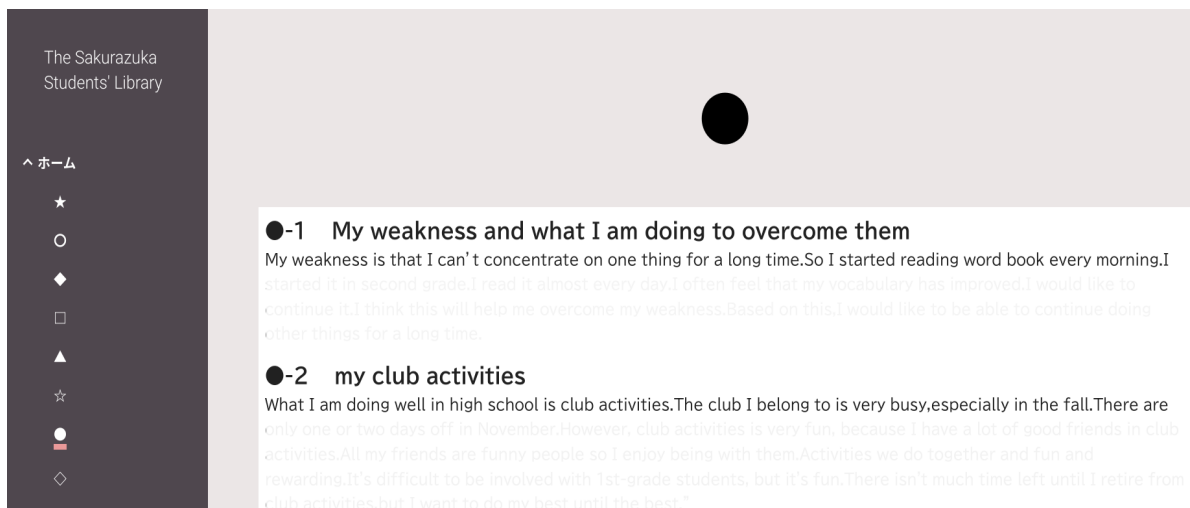 The Sakurazuka
Students' Library
ホーム
★
○
◆
□
▲
☆
●
◇
●-1 My weakness and what I am doing to overcome them
My weakness is that I can't concentrate on one thing for a long time.So I started reading word book every morning.I
started it in second grade.I read it almost every day.I often feel that my vocabulary has improved.I would like to
continue it.I think this will help me overcome my weakness.Based on this.I would like to be able to continue doing
other things for a long time.
●-2 my club activities
What I am doing well in high school is club activities.The club I belong to is very busy,especially in the fall.There are
only one or two days off in November.However, club activities is very fun, because I have a lot of good friends in club
activities.All my friends are funny people so I enjoy being with them.Activities we do together and fun and
rewarding.It's difficult to be involved with 1st-grade students, but it's fun.There isn't much time left until I retire from
club activities,but I want to do my best until the best."